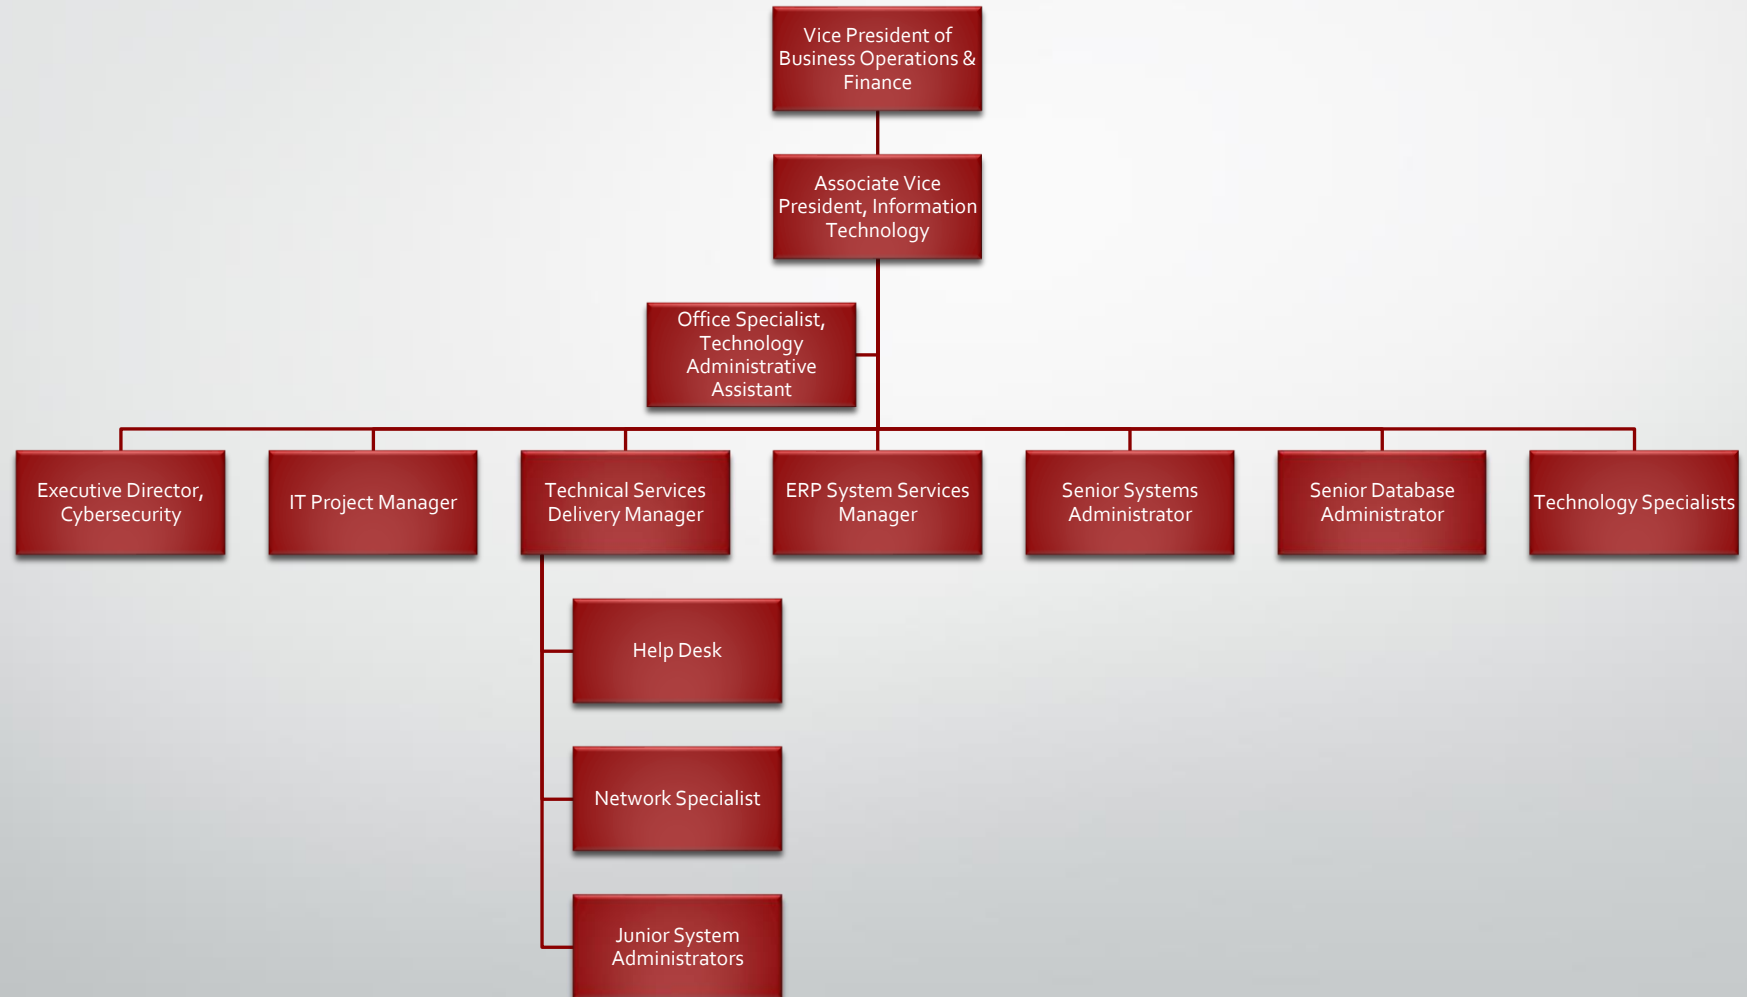 Vice President of
Business Operations &
Finance
Associate Vice
President, Information
Technology
Office Specialist,
Technology
Administrative
Assistant
Executive Director,
Cybersecurity
IT Project Manager
Technical Services
Delivery Manager
ERP System Services
Manager
Senior Systems
Administrator
Senior Database
Administrator
Technology Specialists
Help Desk
Network Specialist
Junior System
Administrators